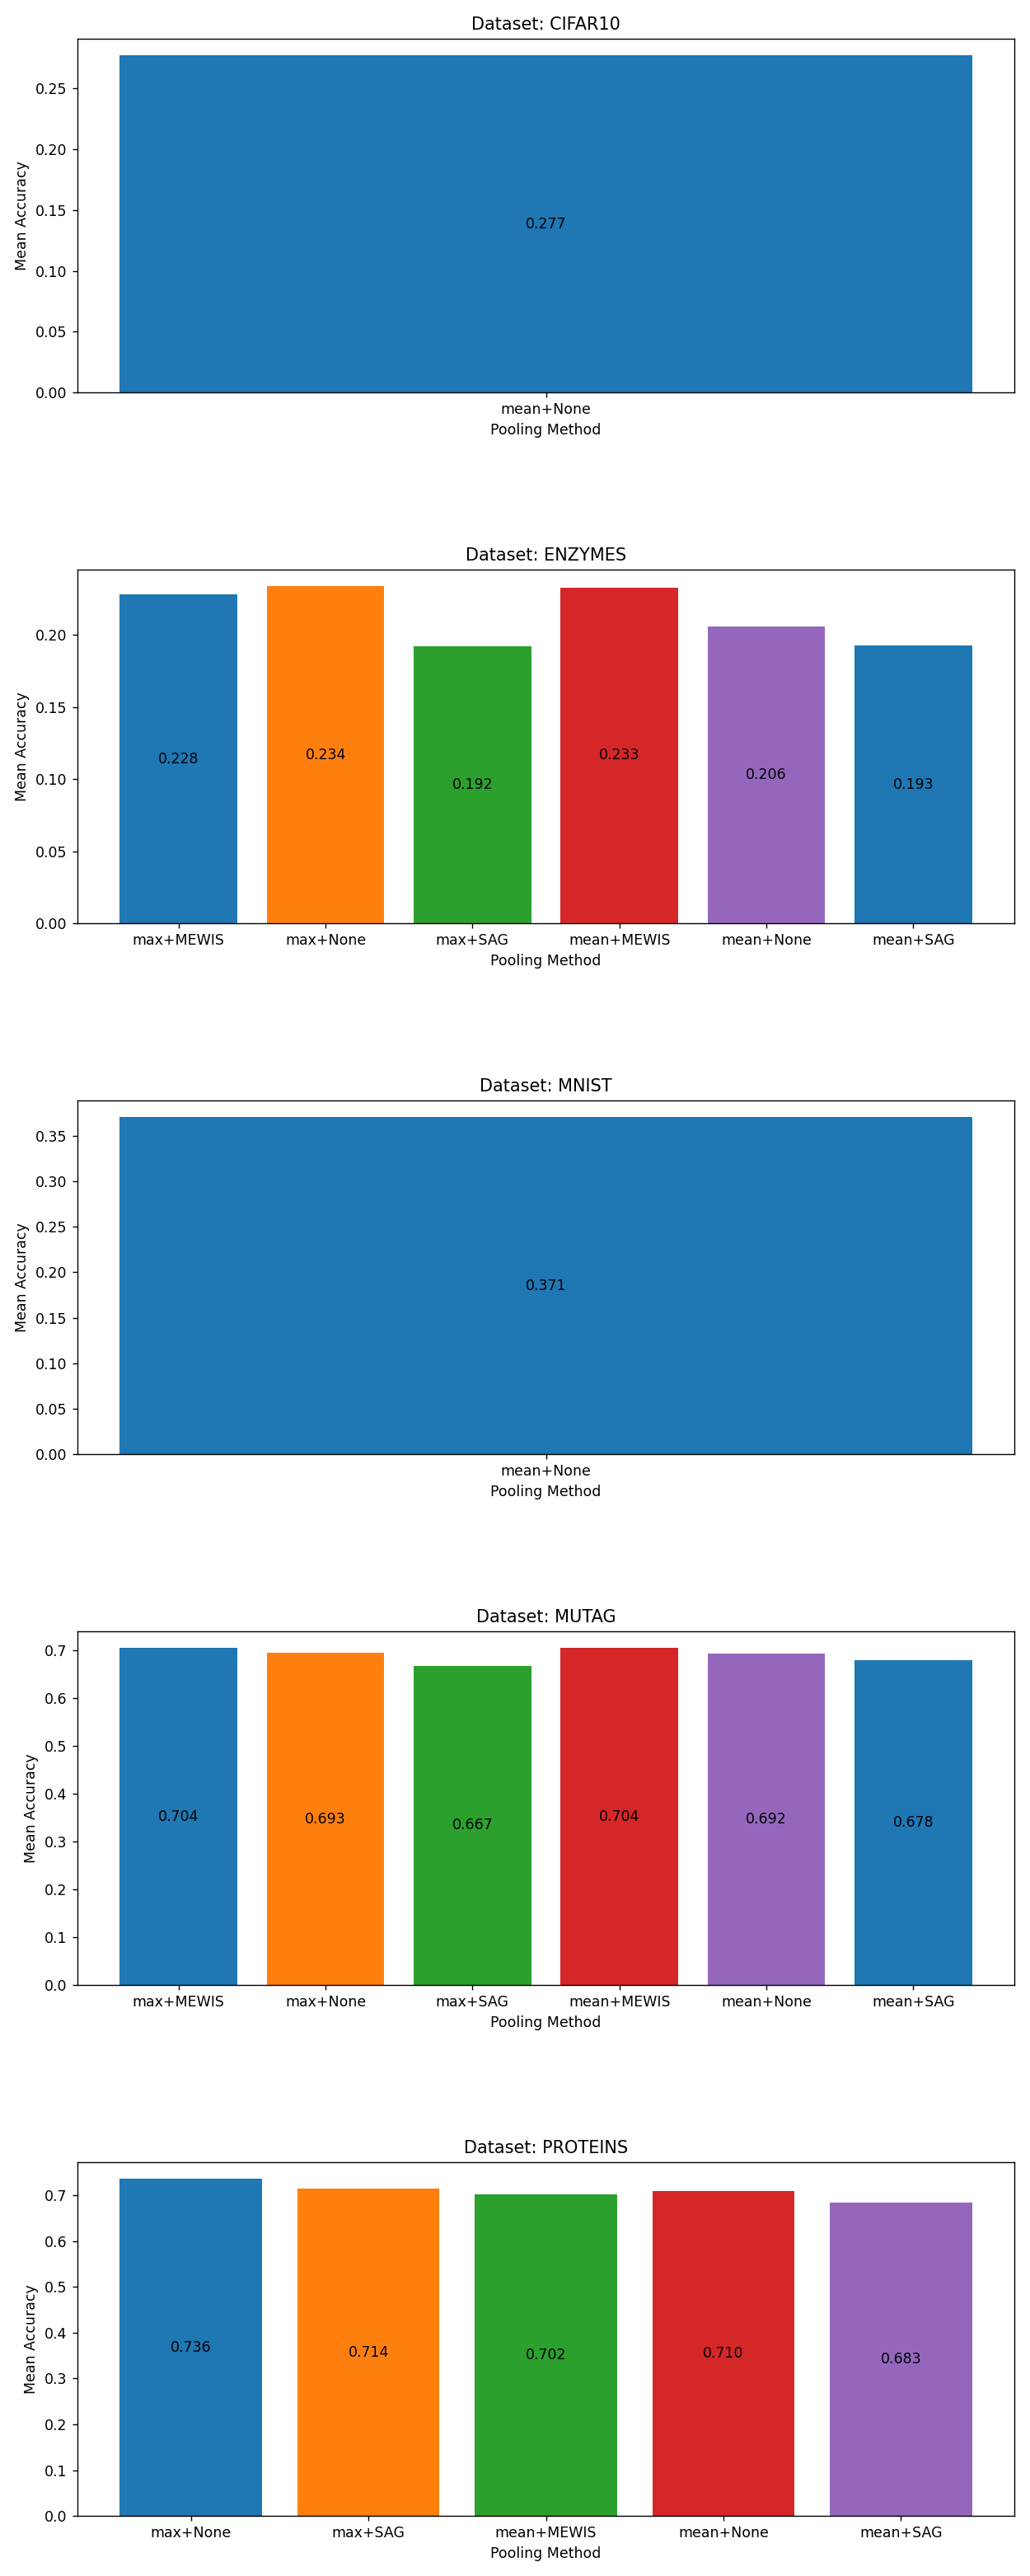 Dataset: CIFAR10
Mean Accuracy
0.25
0.20
0.15
0.10
0.05
0.00
0.277
mean+None
Pooling Method
Dataset: ENZYMES
Mean Accuracy
0.20
0.15
0.10
0.05
0.00
0.228 0.234 0.192 0.233 0.206 0.193
max+MEWIS max+None max+SAG mean+MEWIS mean+None mean+SAG
Pooling Method
Dataset: MNIST
Mean Accuracy
0.35
0.30
0.25
0.20
0.15
0.10
0.05
0.00
0.371
mean+None
Pooling Method
Dataset: MUTAG
Mean Accuracy
0.7
0.6
0.5
0.4
0.3
0.2
0.1
0.0
0.704 0.693 0.667 0.704 0.692 0.678
max+MEWIS max+None max+SAG mean+MEWIS mean+None mean+SAG
Pooling Method
Dataset: PROTEINS
Mean Accuracy
0.7
0.6
0.5
0.4
0.3
0.2
0.1
0.0
0.736 0.714 0.702 0.710 0.683
max+None max+SAG mean+MEWIS mean+None mean+SAG
Pooling Method